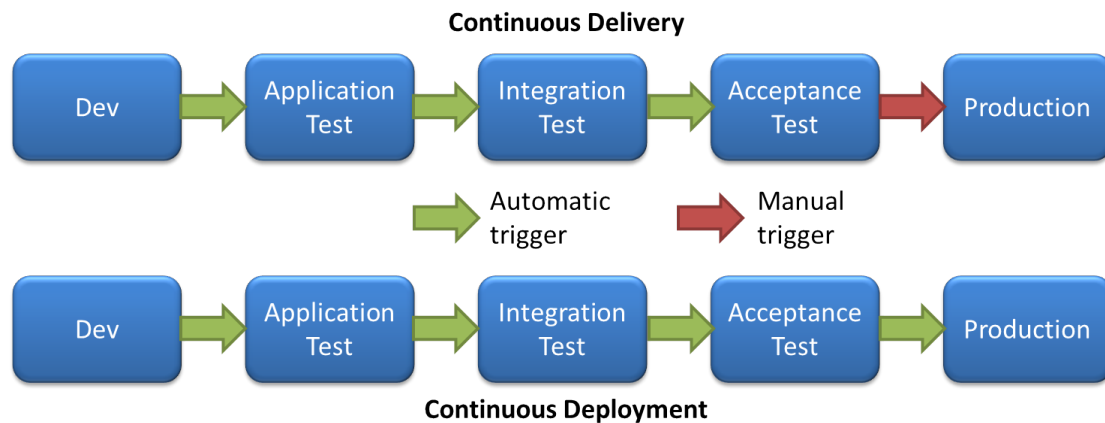 Continuous Delivery
Dev
Application
Test
Integration
Test
Acceptance
Test
Production
Automatic
trigger
Manual
trigger
Dev
Application
Test
Integration
Test
Acceptance
Test
Production
Continuous Deployment